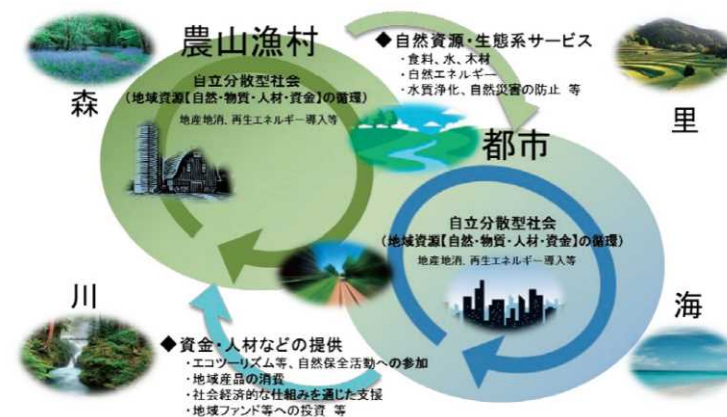 農山漁村
自立分散型社会
(地域資源【自然・物質・人材・資金】の循環)
地産地消、再生エネルギー導入等
◆自然資源・生態系サービス
・食料、水、木材
・自然エネルギー
・水質浄化、自然災害の防止 等
森
里
都市
自立分散型社会
(地域資源【自然・物質・人材・資金】の循環)
地産地消、再生エネルギー導入等
川
海
◆資金・人材などの提供
・エコツーリズム等、自然保全活動への参加
・地域産品の消費
・社会経済的な仕組みを通じた支援
・地域ファンド等への投資 等